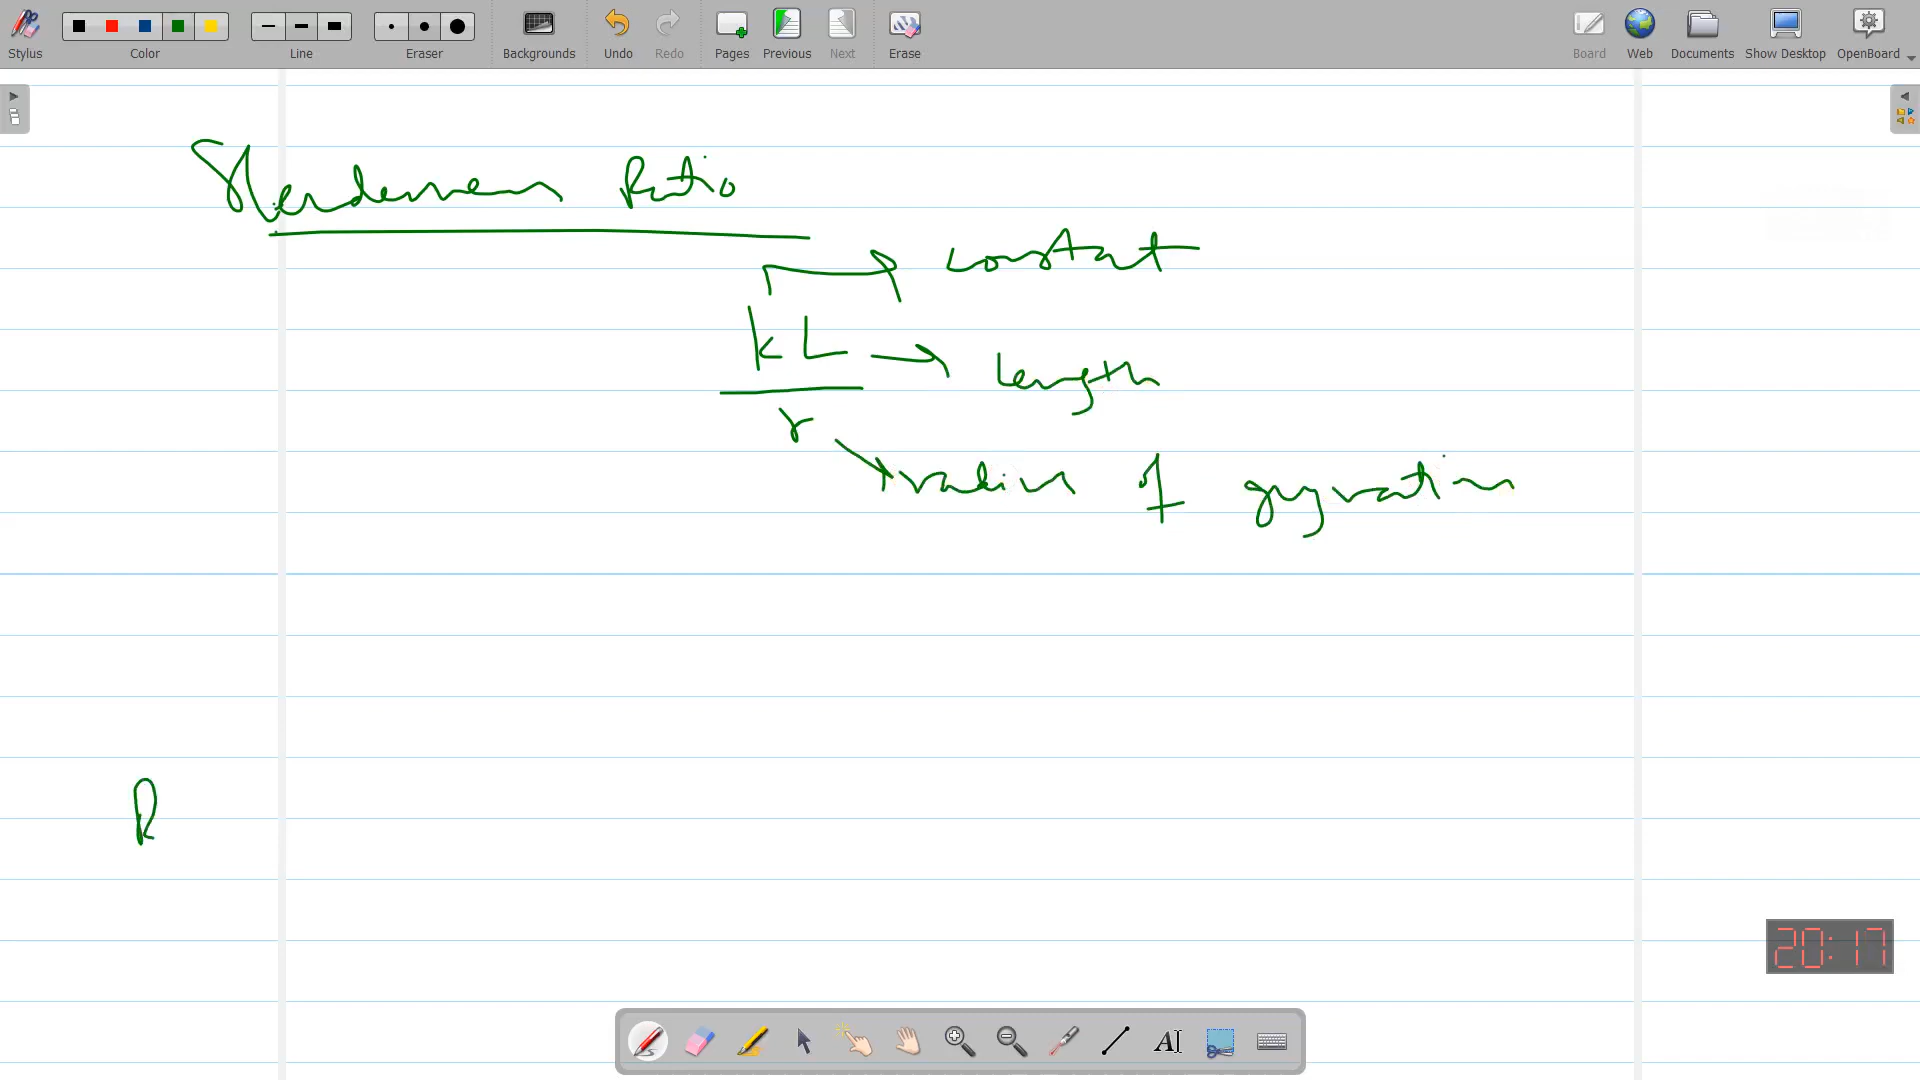 Stylus Color Line Eraser Backgrounds Undo Redo Pages Previous Next Erase Board Web Documents Show Desktop OpenBoard
Slenderness Ratio
constant
kL
length
r
radius of gyration
R
20:17